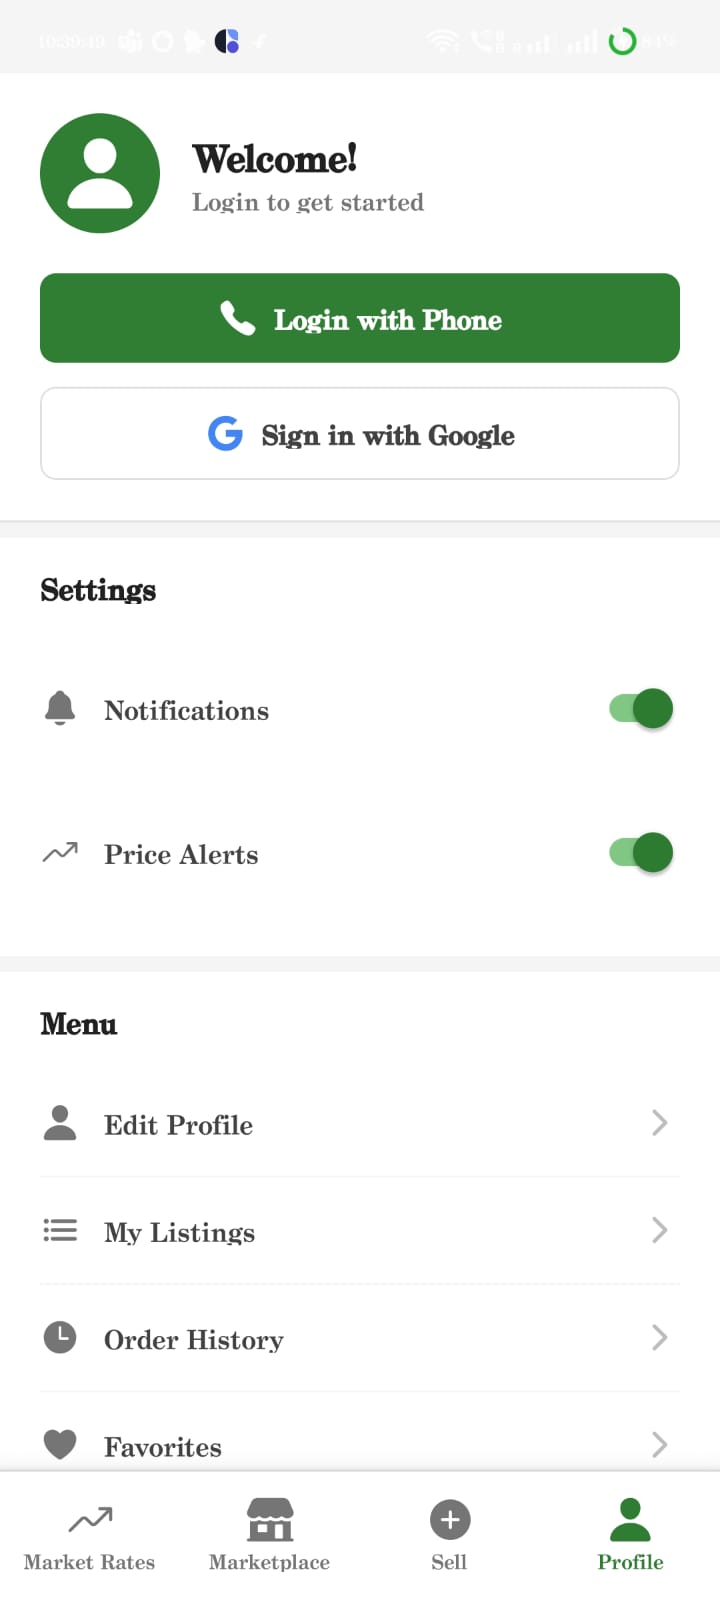 Welcome!
Login to get started
Login with Phone
Sign in with Google
Settings
Notifications
Price Alerts
Menu
Edit Profile
My Listings
Order History
Favorites
Market Rates
Marketplace
Sell
Profile